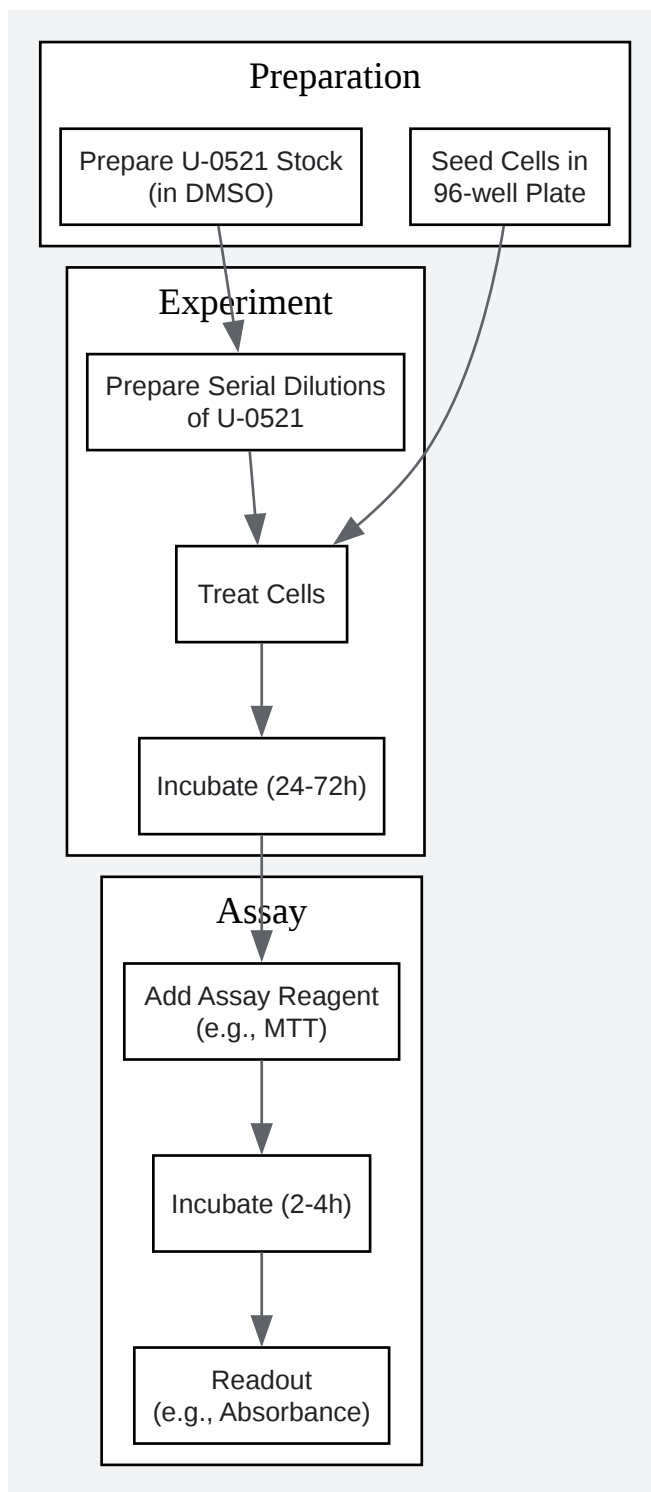 Preparation
Prepare U-0521 Stock
(in DMSO)
Seed Cells in
96-well Plate
Experiment
Prepare Serial Dilutions
of U-0521
Treat Cells
Incubate (24-72h)
Assay
Add Assay Reagent
(e.g., MTT)
Incubate (2-4h)
Readout
(e.g., Absorbance)